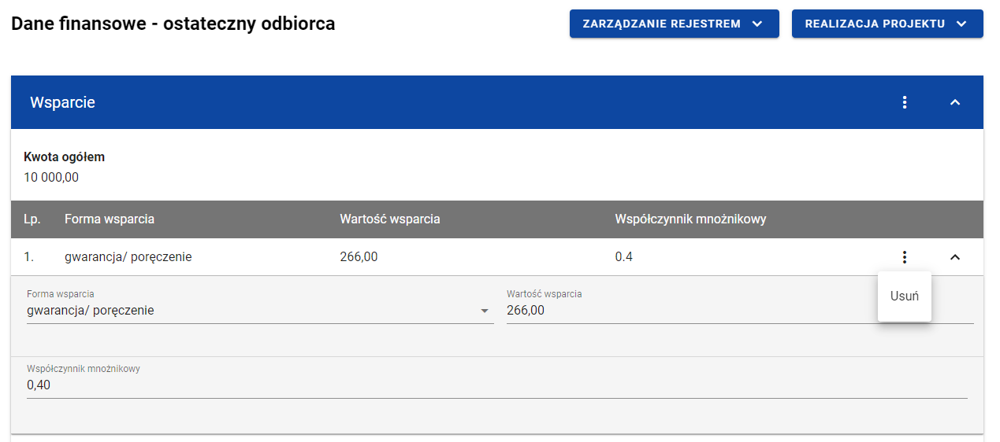 Dane finansowe - ostateczny odbiorca
ZARZĄDZANIE REJESTREM
REALIZACJA PROJEKTU
Wsparcie
Kwota ogółem
10 000,00
Lp. Forma wsparcia Wartość wsparcia Współczynnik mnożnikowy
1. gwarancja/ poręczenie 266,00 0.4
Usuń
Forma wsparcia
gwarancja/ poręczenie
Wartość wsparcia
266,00
Współczynnik mnożnikowy
0,40